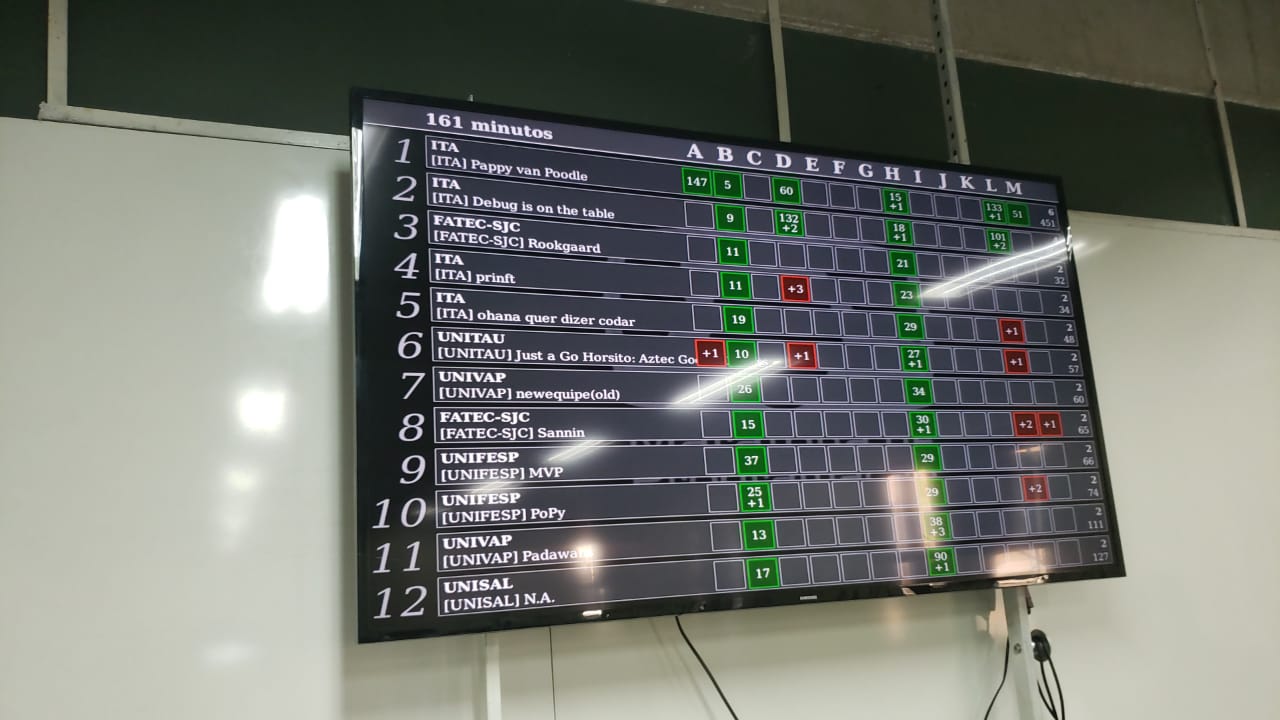 161 minutos
A B C D E F G H I J K L M
1 ITA
[ITA] Pappy van Poodle
147 5 60 15 +1 133 +1 51 6 451
2 ITA
[ITA] Debug is on the table
9 132 +2 18 +1 101 +2
3 FATEC-SJC
[FATEC-SJC] Rookgaard
11 21 2 32
4 ITA
[ITA] prinft
11 +3 23 2 34
5 ITA
[ITA] ohana quer dizer codar
19 29 +1 2 48
6 UNITAU
[UNITAU] Just a Go Horsito: Aztec
+1 10 +1 27 +1 +1 2 57
7 UNIVAP
[UNIVAP] newequipe(old)
26 34 2 60
8 FATEC-SJC
[FATEC-SJC] Sannin
15 30 +1 +2 +1 2 65
9 UNIFESP
[UNIFESP] MVP
37 29 2 66
10 UNIFESP
[UNIFESP] PoPy
25 +1 29 +2 2 74
11 UNIVAP
[UNIVAP]
13 38 +3 2 111
12 UNISAL
[UNISAL] N.A.
17 90 +1 2 127